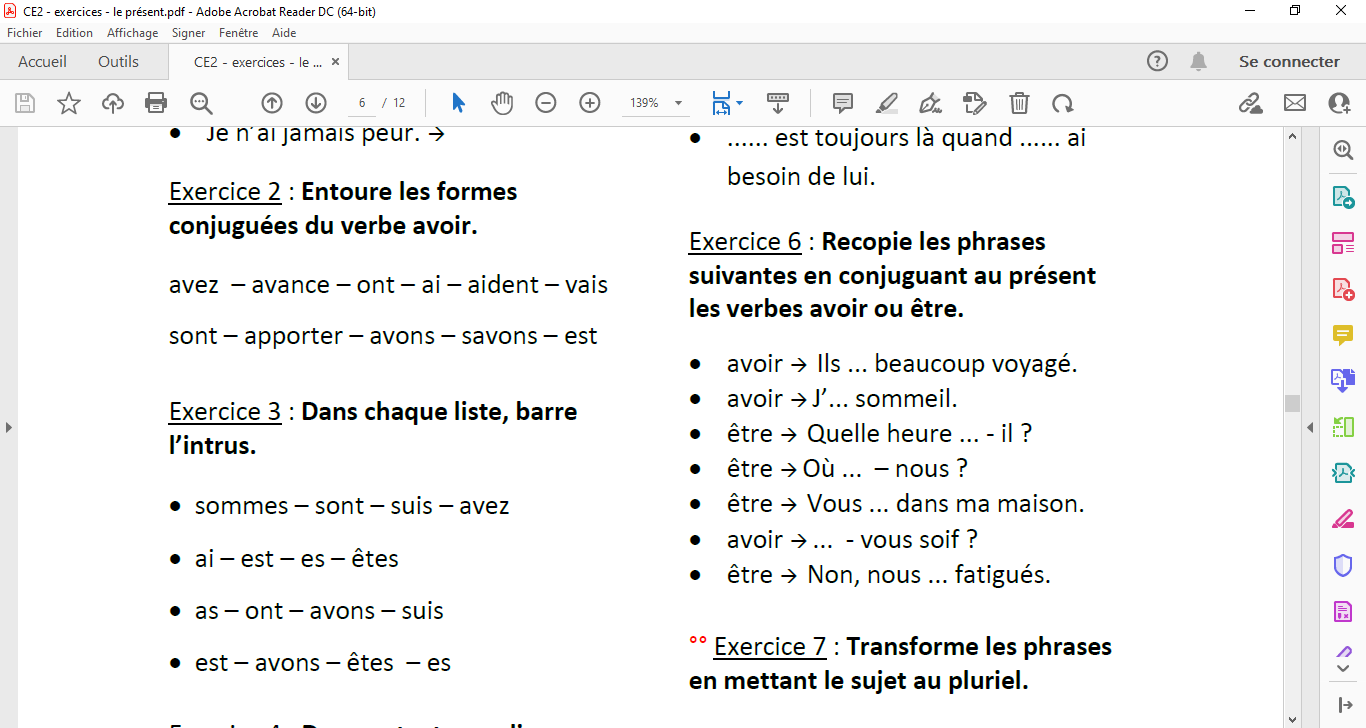 CE2 - exercices - le présent.pdf - Adobe Acrobat Reader DC (64-bit)
Fichier Edition Affichage Signer Fenêtre Aide
Accueil Outils CE2 - exercices - le ... × Se connecter
6 / 12 139%
• Je n'ai jamais peur. →
Exercice 2 : Entoure les formes
conjuguées du verbe avoir.
avez – avance – ont – ai – aident – vais
sont – apporter – avons – savons – est
Exercice 3 : Dans chaque liste, barre
l'intrus.
• sommes – sont – suis – avez
• ai – est – es – êtes
• as – ont – avons – suis
• est – avons – êtes – es
• ...... est toujours là quand ...... ai
besoin de lui.
Exercice 6 : Recopie les phrases
suivantes en conjuguant au présent
les verbes avoir ou être.
• avoir → Ils ... beaucoup voyagé.
• avoir → J'... sommeil.
• être → Quelle heure ... - il ?
• être → Où ... – nous ?
• être → Vous ... dans ma maison.
• avoir → ... - vous soif ?
• être → Non, nous ... fatigués.
°° Exercice 7 : Transforme les phrases
en mettant le sujet au pluriel.